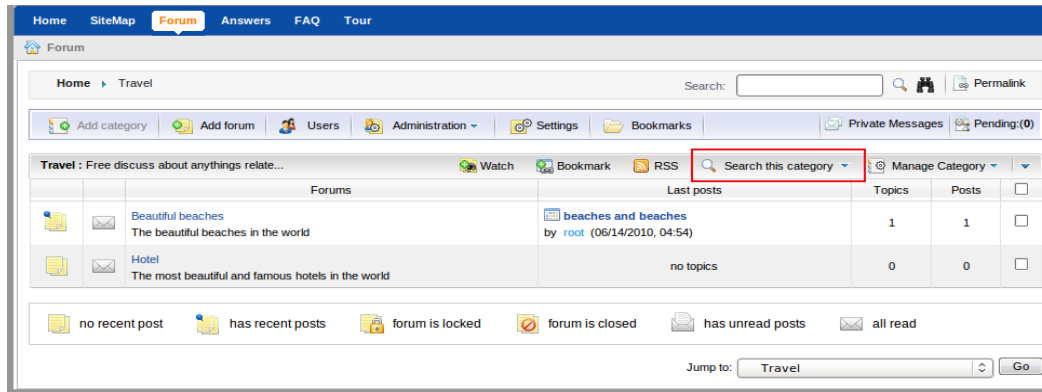 Home SiteMap Forum Answers FAQ Tour
Forum
Home Travel Search: Permalink
Add category Add forum Users Administration Settings Bookmarks Private Messages Pending:(0)
Travel : Free discuss about anythings relate... Watch Bookmark RSS Search this category Manage Category
Forums Last posts Topics Posts
Beautiful beaches beaches and beaches 1 1
The beautiful beaches in the world by root (06/14/2010, 04:54)
Hotel no topics 0 0
The most beautiful and famous hotels in the world
no recent post has recent posts forum is locked forum is closed has unread posts all read
Jump to: Travel Go